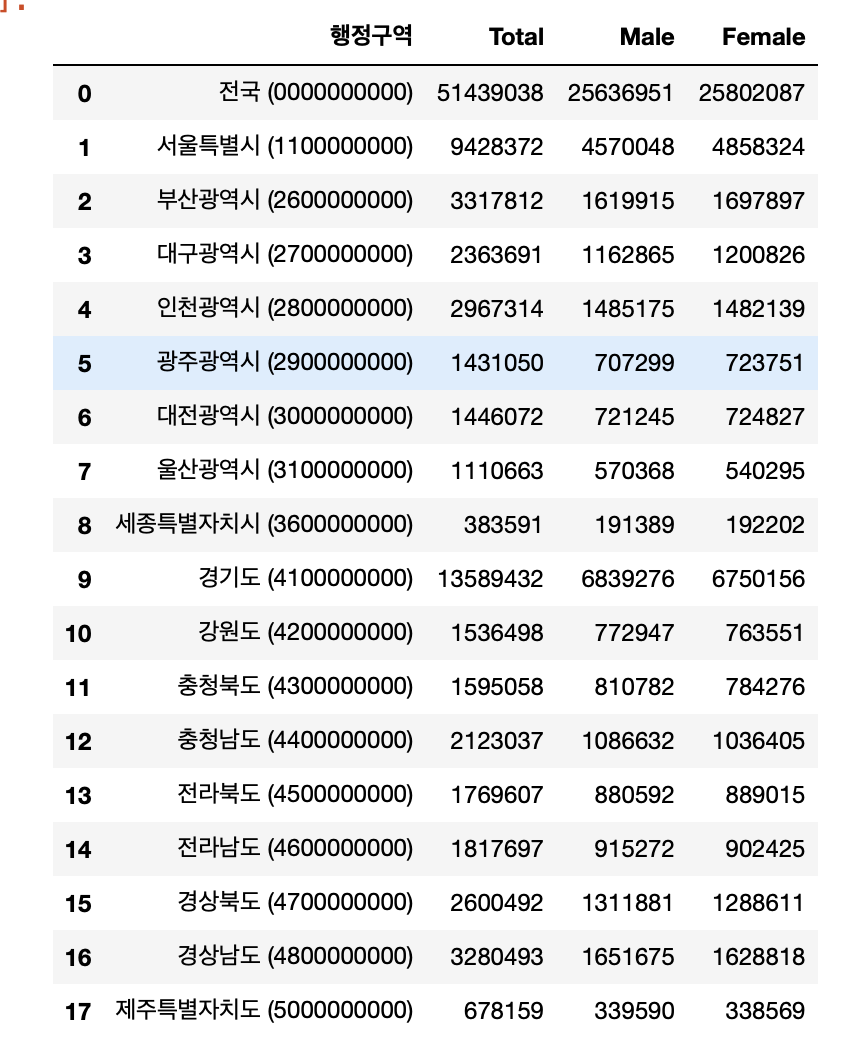 ]:
행정구역 Total Male Female
0 전국 (0000000000) 51439038 25636951 25802087
1 서울특별시 (1100000000) 9428372 4570048 4858324
2 부산광역시 (2600000000) 3317812 1619915 1697897
3 대구광역시 (2700000000) 2363691 1162865 1200826
4 인천광역시 (2800000000) 2967314 1485175 1482139
5 광주광역시 (2900000000) 1431050 707299 723751
6 대전광역시 (3000000000) 1446072 721245 724827
7 울산광역시 (3100000000) 1110663 570368 540295
8 세종특별자치시 (3600000000) 383591 191389 192202
9 경기도 (4100000000) 13589432 6839276 6750156
10 강원도 (4200000000) 1536498 772947 763551
11 충청북도 (4300000000) 1595058 810782 784276
12 충청남도 (4400000000) 2123037 1086632 1036405
13 전라북도 (4500000000) 1769607 880592 889015
14 전라남도 (4600000000) 1817697 915272 902425
15 경상북도 (4700000000) 2600492 1311881 1288611
16 경상남도 (4800000000) 3280493 1651675 1628818
17 제주특별자치도 (5000000000) 678159 339590 338569